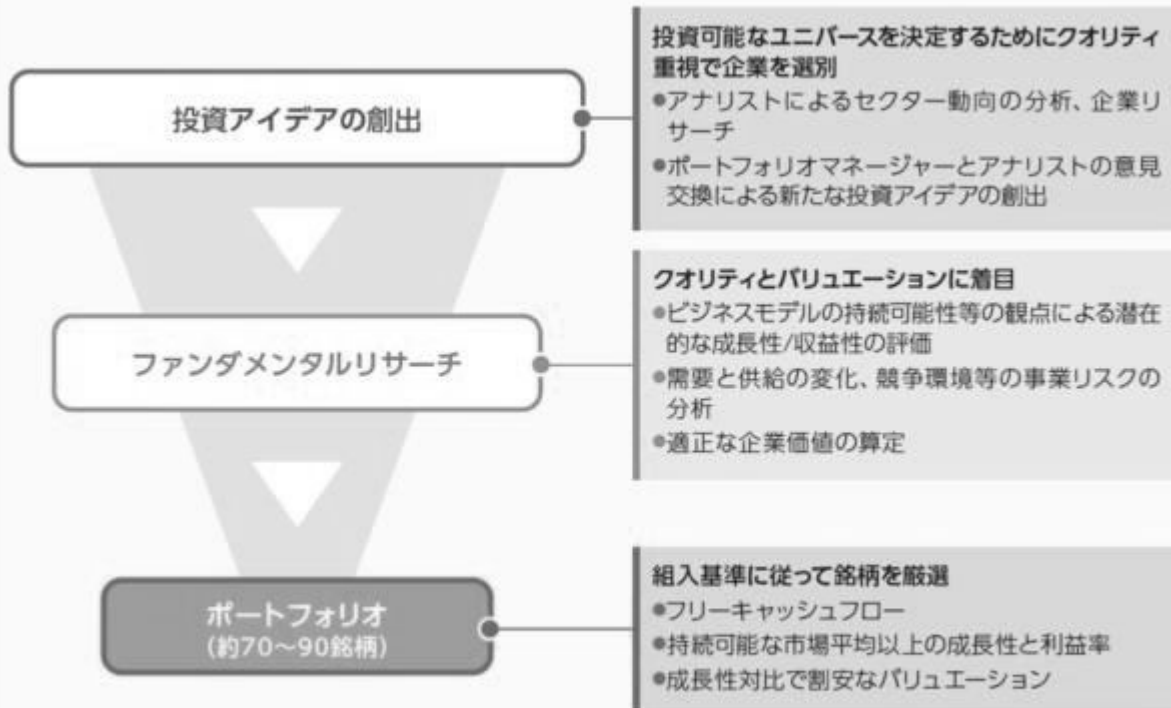 投資アイデアの創出
投資可能なユニバースを決定するためにクオリティ
重視で企業を選別
●アナリストによるセクター動向の分析、企業リ
サーチ
●ポートフォリオマネージャーとアナリストの意見
交換による新たな投資アイデアの創出
ファンダメンタルリサーチ
クオリティとバリュエーションに着目
●ビジネスモデルの持続可能性等の観点による潜在
的な成長性/収益性の評価
●需要と供給の変化、競争環境等の事業リスクの
分析
●適正な企業価値の算定
ポートフォリオ
(約70〜90銘柄)
組入基準に従って銘柄を厳選
●フリーキャッシュフロー
●持続可能な市場平均以上の成長性と利益率
●成長性対比で割安なバリュエーション